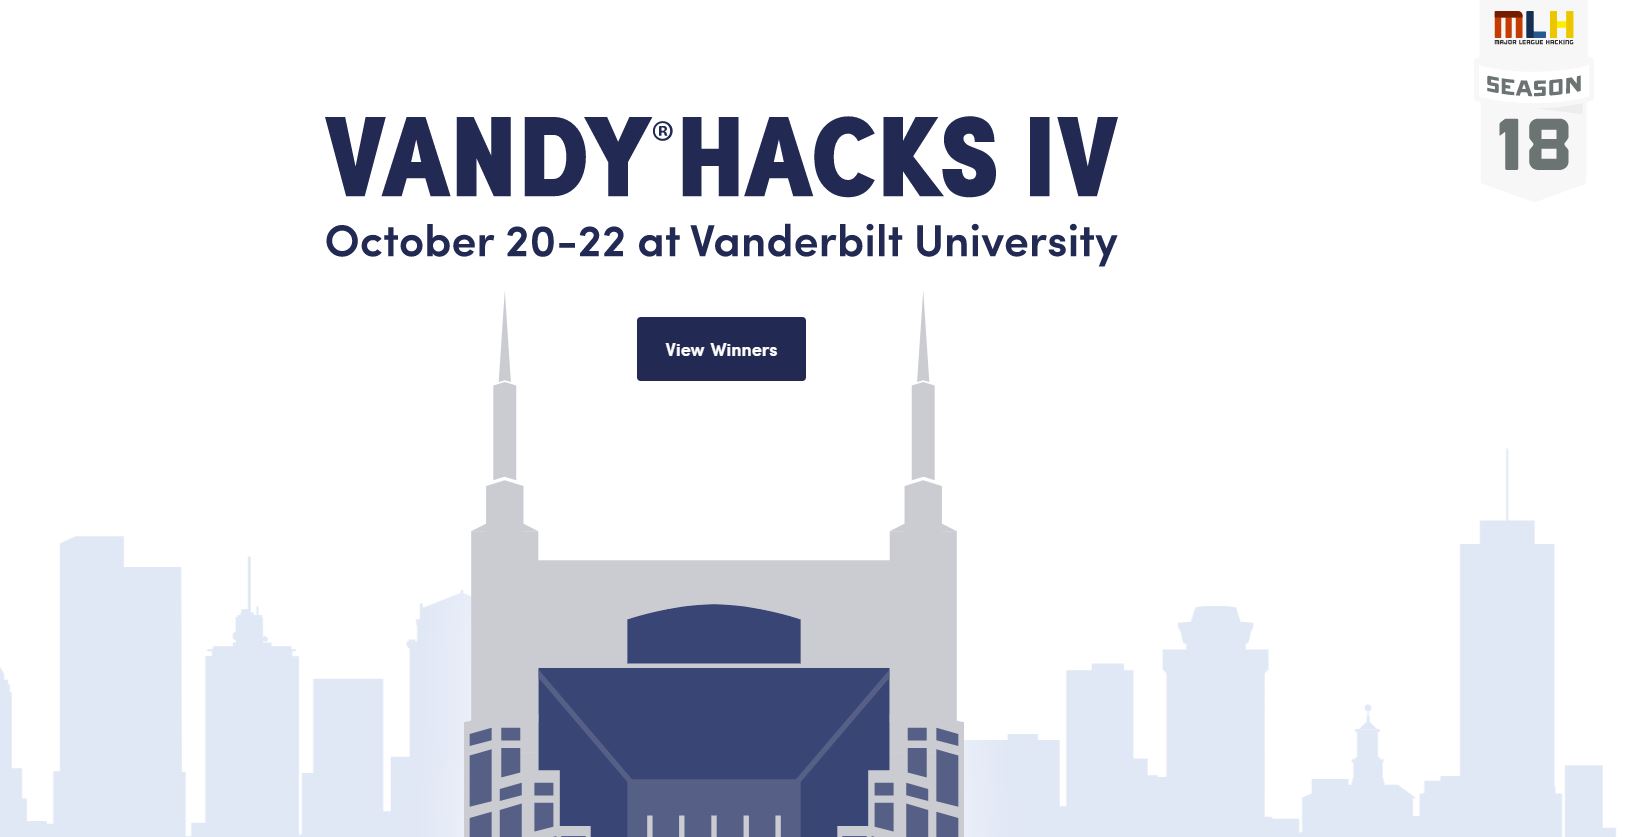 MLH
MAJOR LEAGUE HACKING
SEASON
18
VANDY® HACKS IV
October 20-22 at Vanderbilt University
View Winners